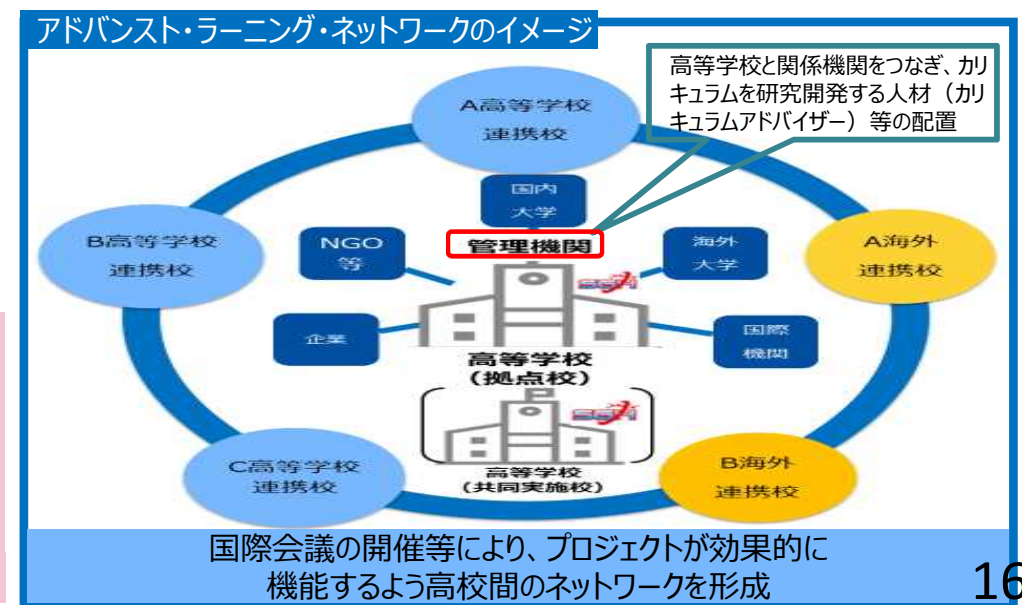 アドバンスト・ラーニング・ネットワークのイメージ
高等学校と関係機関をつなぎ、カリ
キュラムを研究開発する人材（カリ
キュラムアドバイザー）等の配置
A高等学校
連携校
国内
大学
B高等学校
連携校
NGO
等
管理機関
海外
大学
A海外
連携校
企業
国際
機関
高等学校
(拠点校)
C高等学校
連携校
高等学校
(共同実施校)
B海外
連携校
国際会議の開催等により、プロジェクトが効果的に
機能するよう高校間のネットワークを形成
16